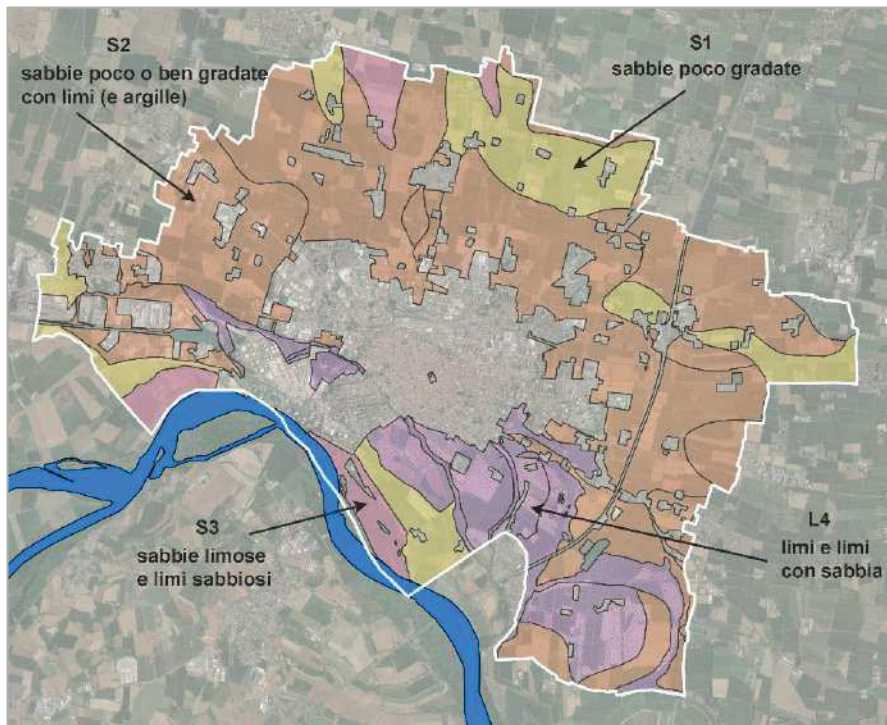 S2
sabbie poco o ben gradate
con limi (e argille)
S1
sabbie poco gradate
S3
sabbie limose
e limi sabbiosi
L4
limi e limi
con sabbia